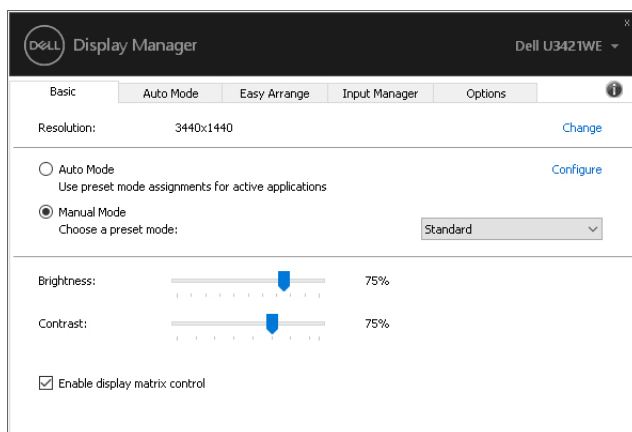 DELL Display Manager Dell U3421WE
x
Basic Auto Mode Easy Arrange Input Manager Options i
Resolution: 3440x1440 Change
Auto Mode Configure
Use preset mode assignments for active applications
Manual Mode
Choose a preset mode: Standard
Brightness: 75%
Contrast: 75%
Enable display matrix control